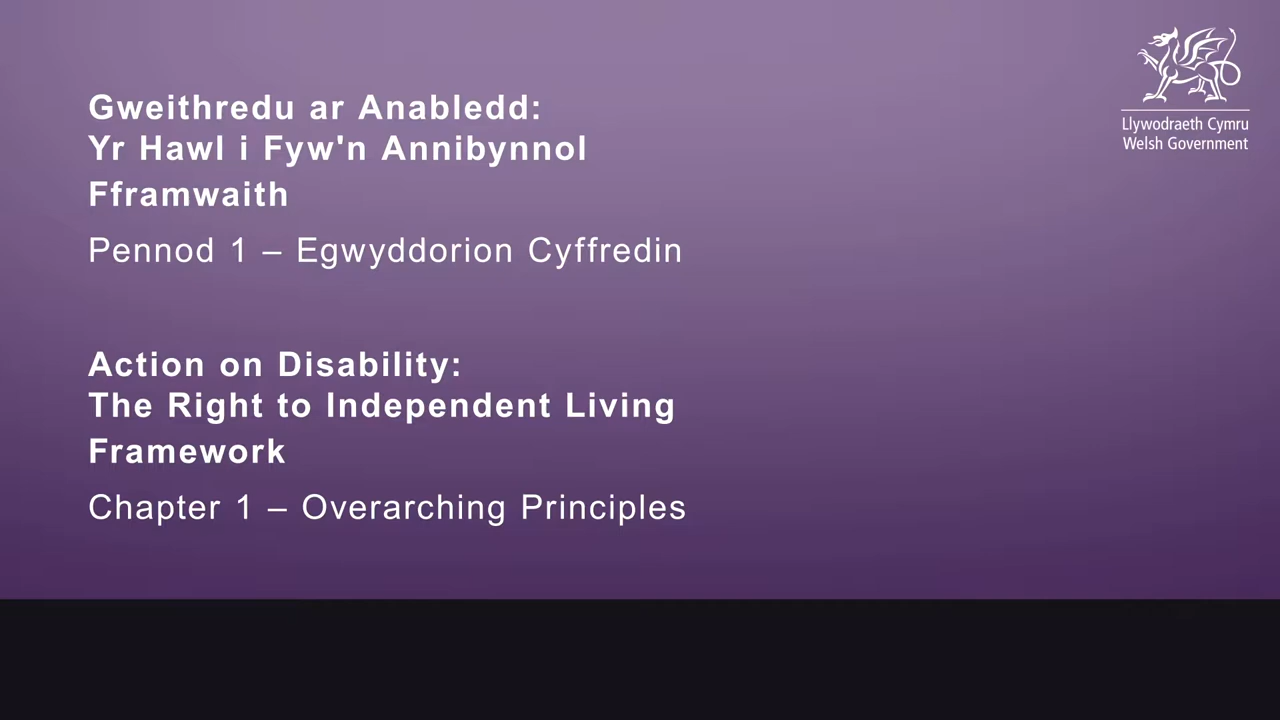 Gweithredu ar Anabledd:
Yr Hawl i Fyw'n Annibynnol
Fframwaith
Pennod 1 – Egwyddorion Cyffredin
Action on Disability:
The Right to Independent Living
Framework
Chapter 1 – Overarching Principles
Llywodraeth Cymru
Welsh Government